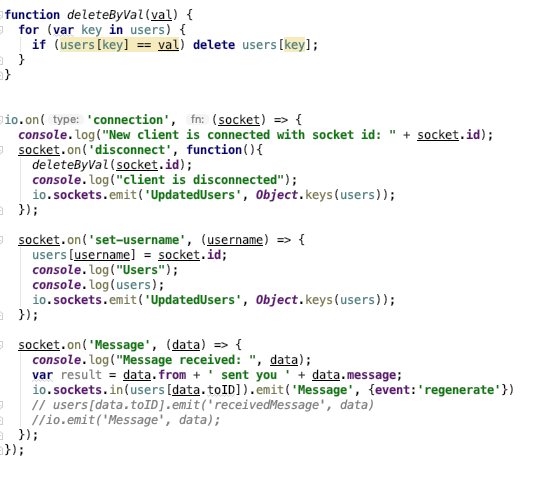 function deleteByVal(val) {
  for (var key in users) {
    if (users[key] == val) delete users[key];
  }
}
io.on( type: 'connection', fn: (socket) => {
  console.log("New client is connected with socket id: " + socket.id);
  socket.on('disconnect', function(){
    deleteByVal(socket.id);
    console.log("client is disconnected");
    io.sockets.emit('UpdatedUsers', Object.keys(users));
  });
  socket.on('set-username', (username) => {
    users[username] = socket.id;
    console.log("Users");
    console.log(users);
    io.sockets.emit('UpdatedUsers', Object.keys(users));
  });
  socket.on('Message', (data) => {
    console.log("Message received: ", data);
    var result = data.from + ' sent you ' + data.message;
    io.sockets.in(users[data.toID]).emit('Message', {event:'regenerate'})
    // users[data.toID].emit('receivedMessage', data)
    //io.emit('Message', data);
  });
});